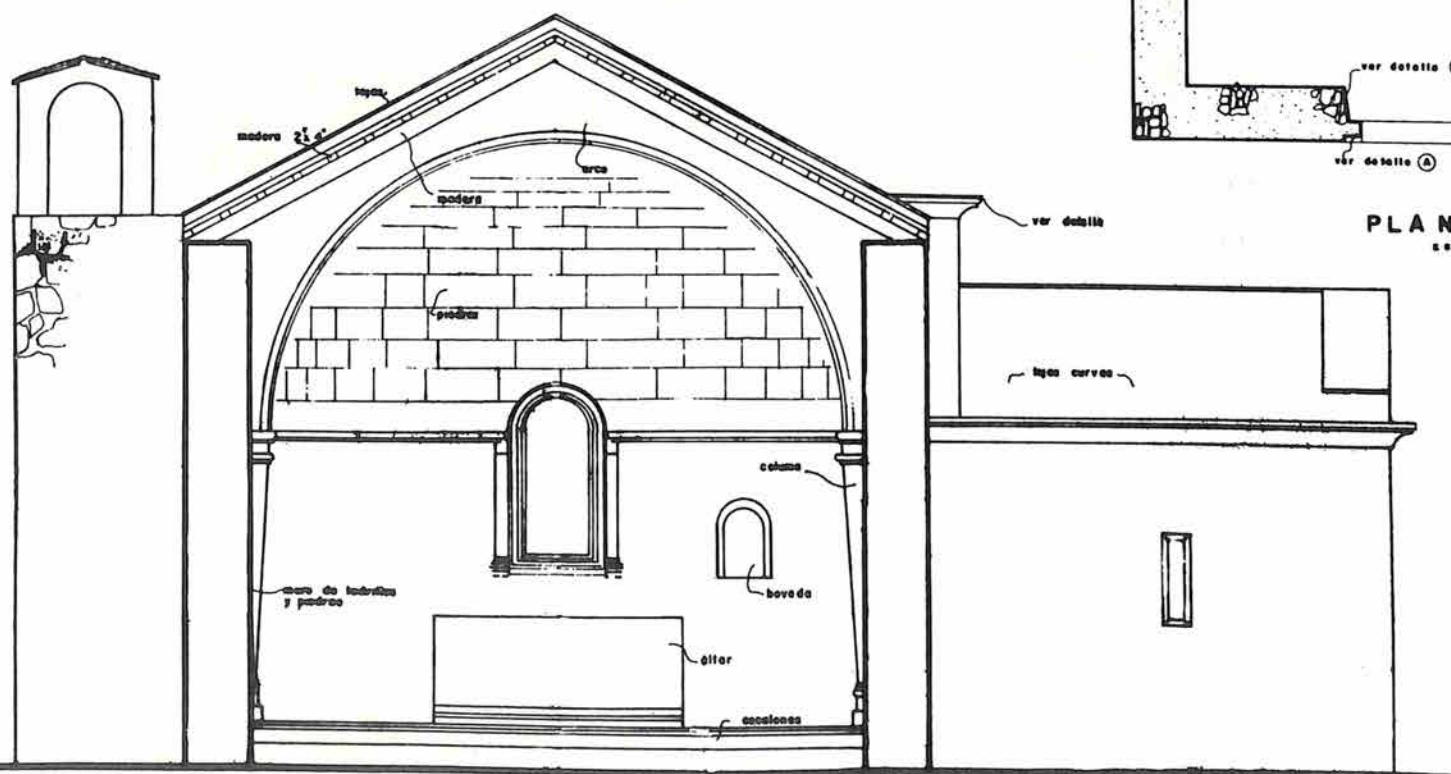 ver detalle
ver detalle A
PLAN
tejas
madera 2" x 4"
arco
madera
ver detalle
piedras
tejas curvas
columa
muro de ladrillos
y piedras
boveda
altar
escalones